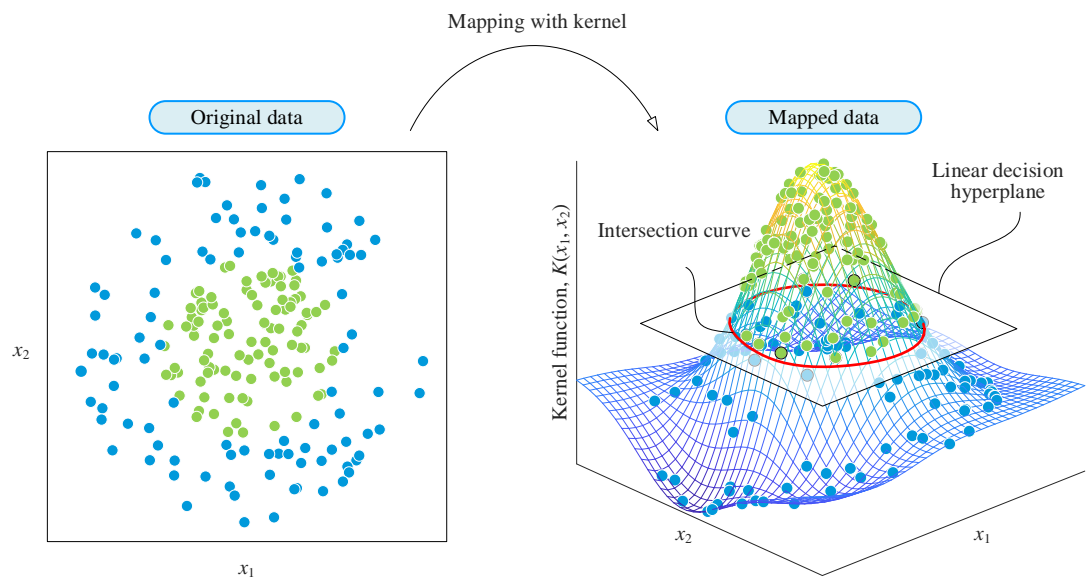 Mapping with kernel
Original data
x2
x1
Mapped data
Linear decision
hyperplane
Intersection curve
Kernel function, K(x1, x2)
x2
x1